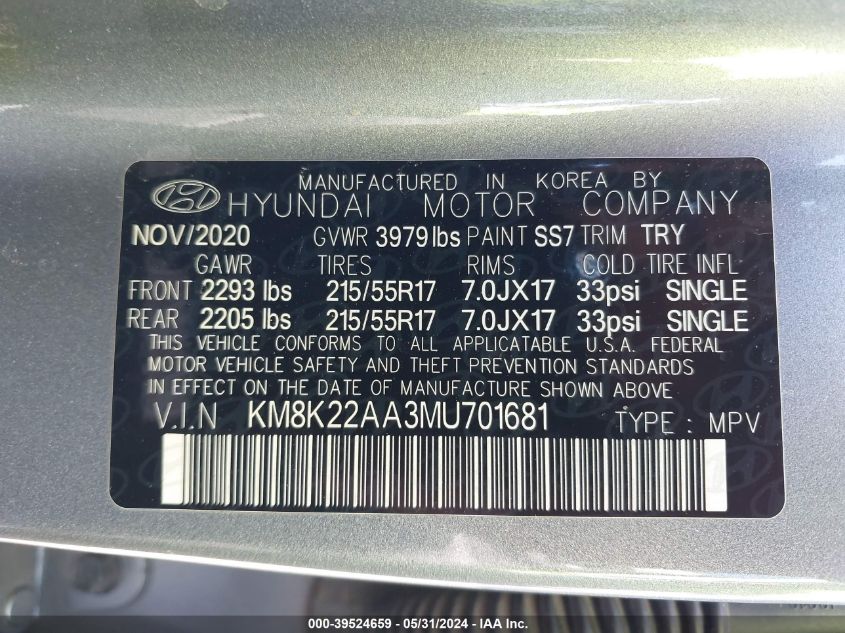 MANUFACTURED IN KOREA BY
HYUNDAI MOTOR COMPANY
NOV/2020 GVWR 3979lbs PAINT SS7 TRIM TRY
GAWR TIRES RIMS COLD TIRE INFL
FRONT 2293 lbs 215/55R17 7.0JX17 33psi SINGLE
REAR 2205 lbs 215/55R17 7.0JX17 33psi SINGLE
THIS VEHICLE CONFORMS TO ALL APPLICATABLE U.S.A. FEDERAL
MOTOR VEHICLE SAFETY AND THEFT PREVENTION STANDARDS
IN EFFECT ON THE DATE OF MANUFACTURE SHOWN ABOVE
V.I.N KM8K22AA3MU701681 TYPE : MPV
000-39524659 - 05/31/2024 - IAA Inc.